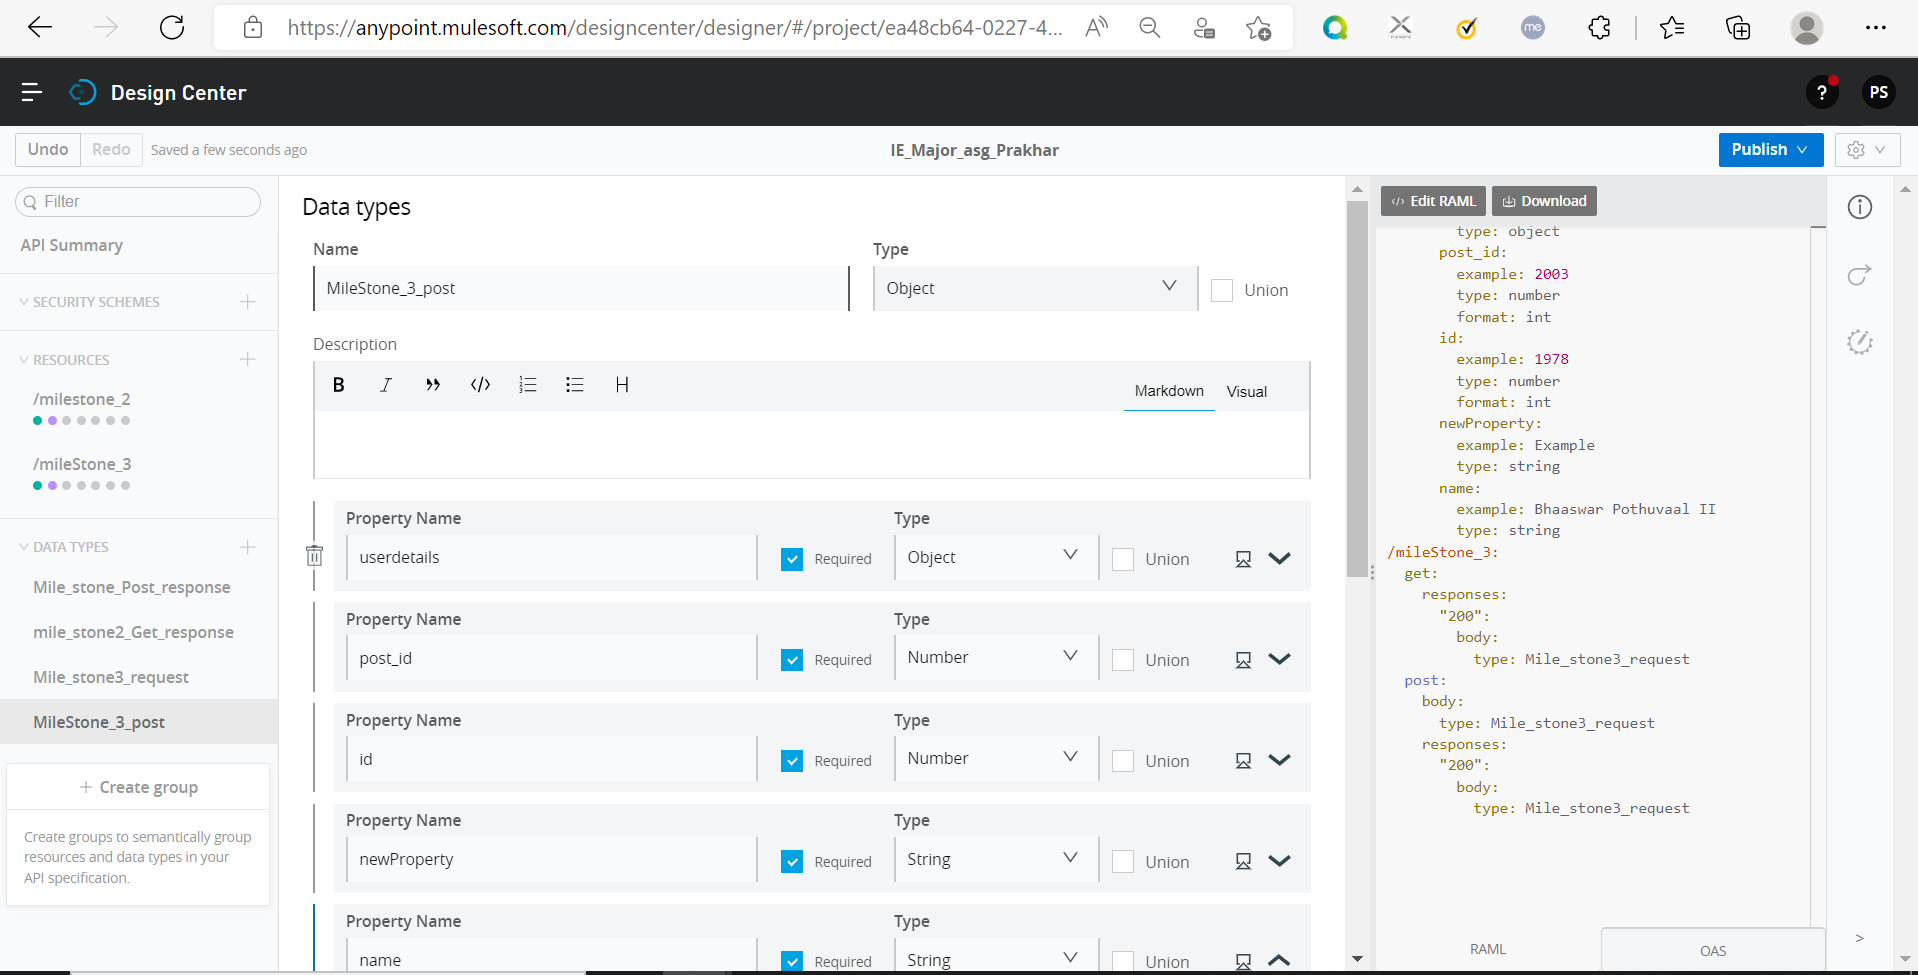 https://anypoint.mulesoft.com/designcenter/designer/#/project/ea48cb64-0227-4...
me
Design Center
?
PS
Undo
Redo
Saved a few seconds ago
IE_Major_asg_Prakhar
Publish
Filter
API Summary
SECURITY SCHEMES
RESOURCES
/milestone_2
/mileStone_3
DATA TYPES
Mile_stone_Post_response
mile_stone2_Get_response
Mile_stone3_request
MileStone_3_post
+ Create group
Create groups to semantically group
resources and data types in your
API specification.
Data types
Name
Type
MileStone_3_post
Object
Union
Description
B I ” </> H
Markdown
Visual
Property Name
Type
userdetails
Required
Object
Union
Property Name
Type
post_id
Required
Number
Union
Property Name
Type
id
Required
Number
Union
Property Name
Type
newProperty
Required
String
Union
Property Name
Type
name
Required
String
Union
</> Edit RAML
Download
type: object
post_id:
example: 2003
type: number
format: int
id:
example: 1978
type: number
format: int
newProperty:
example: Example
type: string
name:
example: Bhaaswar Pothuvaal II
type: string
/mileStone_3:
get:
responses:
"200":
body:
type: Mile_stone3_request
post:
body:
type: Mile_stone3_request
responses:
"200":
body:
type: Mile_stone3_request
RAML
OAS
>